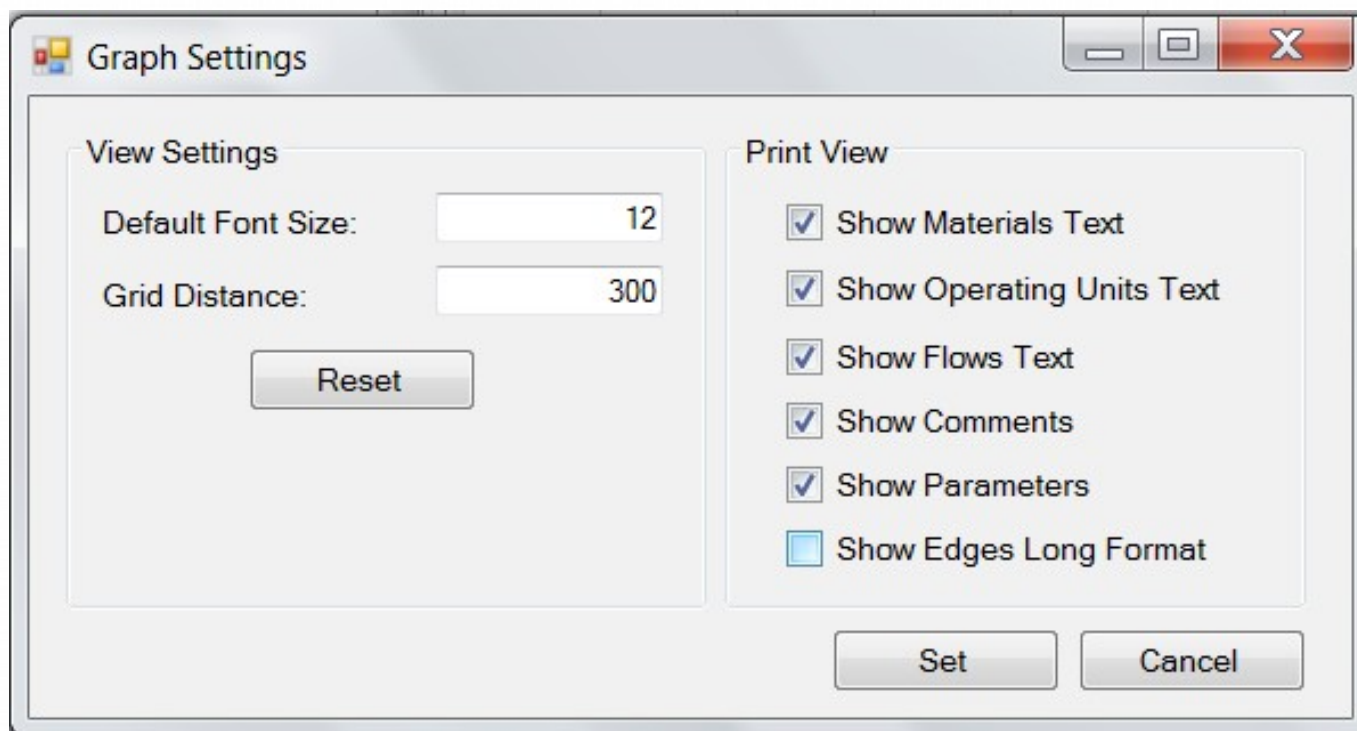 Graph Settings
View Settings
Default Font Size: 12
Grid Distance: 300
Reset
Print View
Show Materials Text
Show Operating Units Text
Show Flows Text
Show Comments
Show Parameters
Show Edges Long Format
Set Cancel